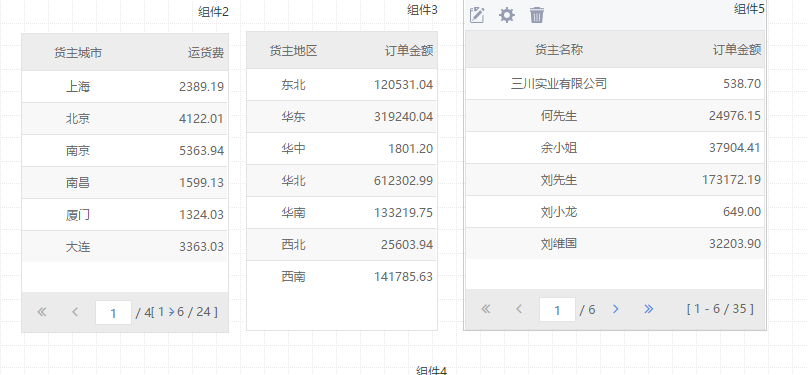 组件2
货主城市 运货费
上海 2389.19
北京 4122.01
南京 5363.94
南昌 1599.13
厦门 1324.03
大连 3363.03
1 / 4[ 1 - 6 / 24 ]
组件3
货主地区 订单金额
东北 120531.04
华东 319240.04
华中 1801.20
华北 612302.99
华南 133219.75
西北 25603.94
西南 141785.63
组件5
货主名称 订单金额
三川实业有限公司 538.70
何先生 24976.15
余小姐 37904.41
刘先生 173172.19
刘小龙 649.00
刘维国 32203.90
1 / 6 [ 1 - 6 / 35 ]
组件4